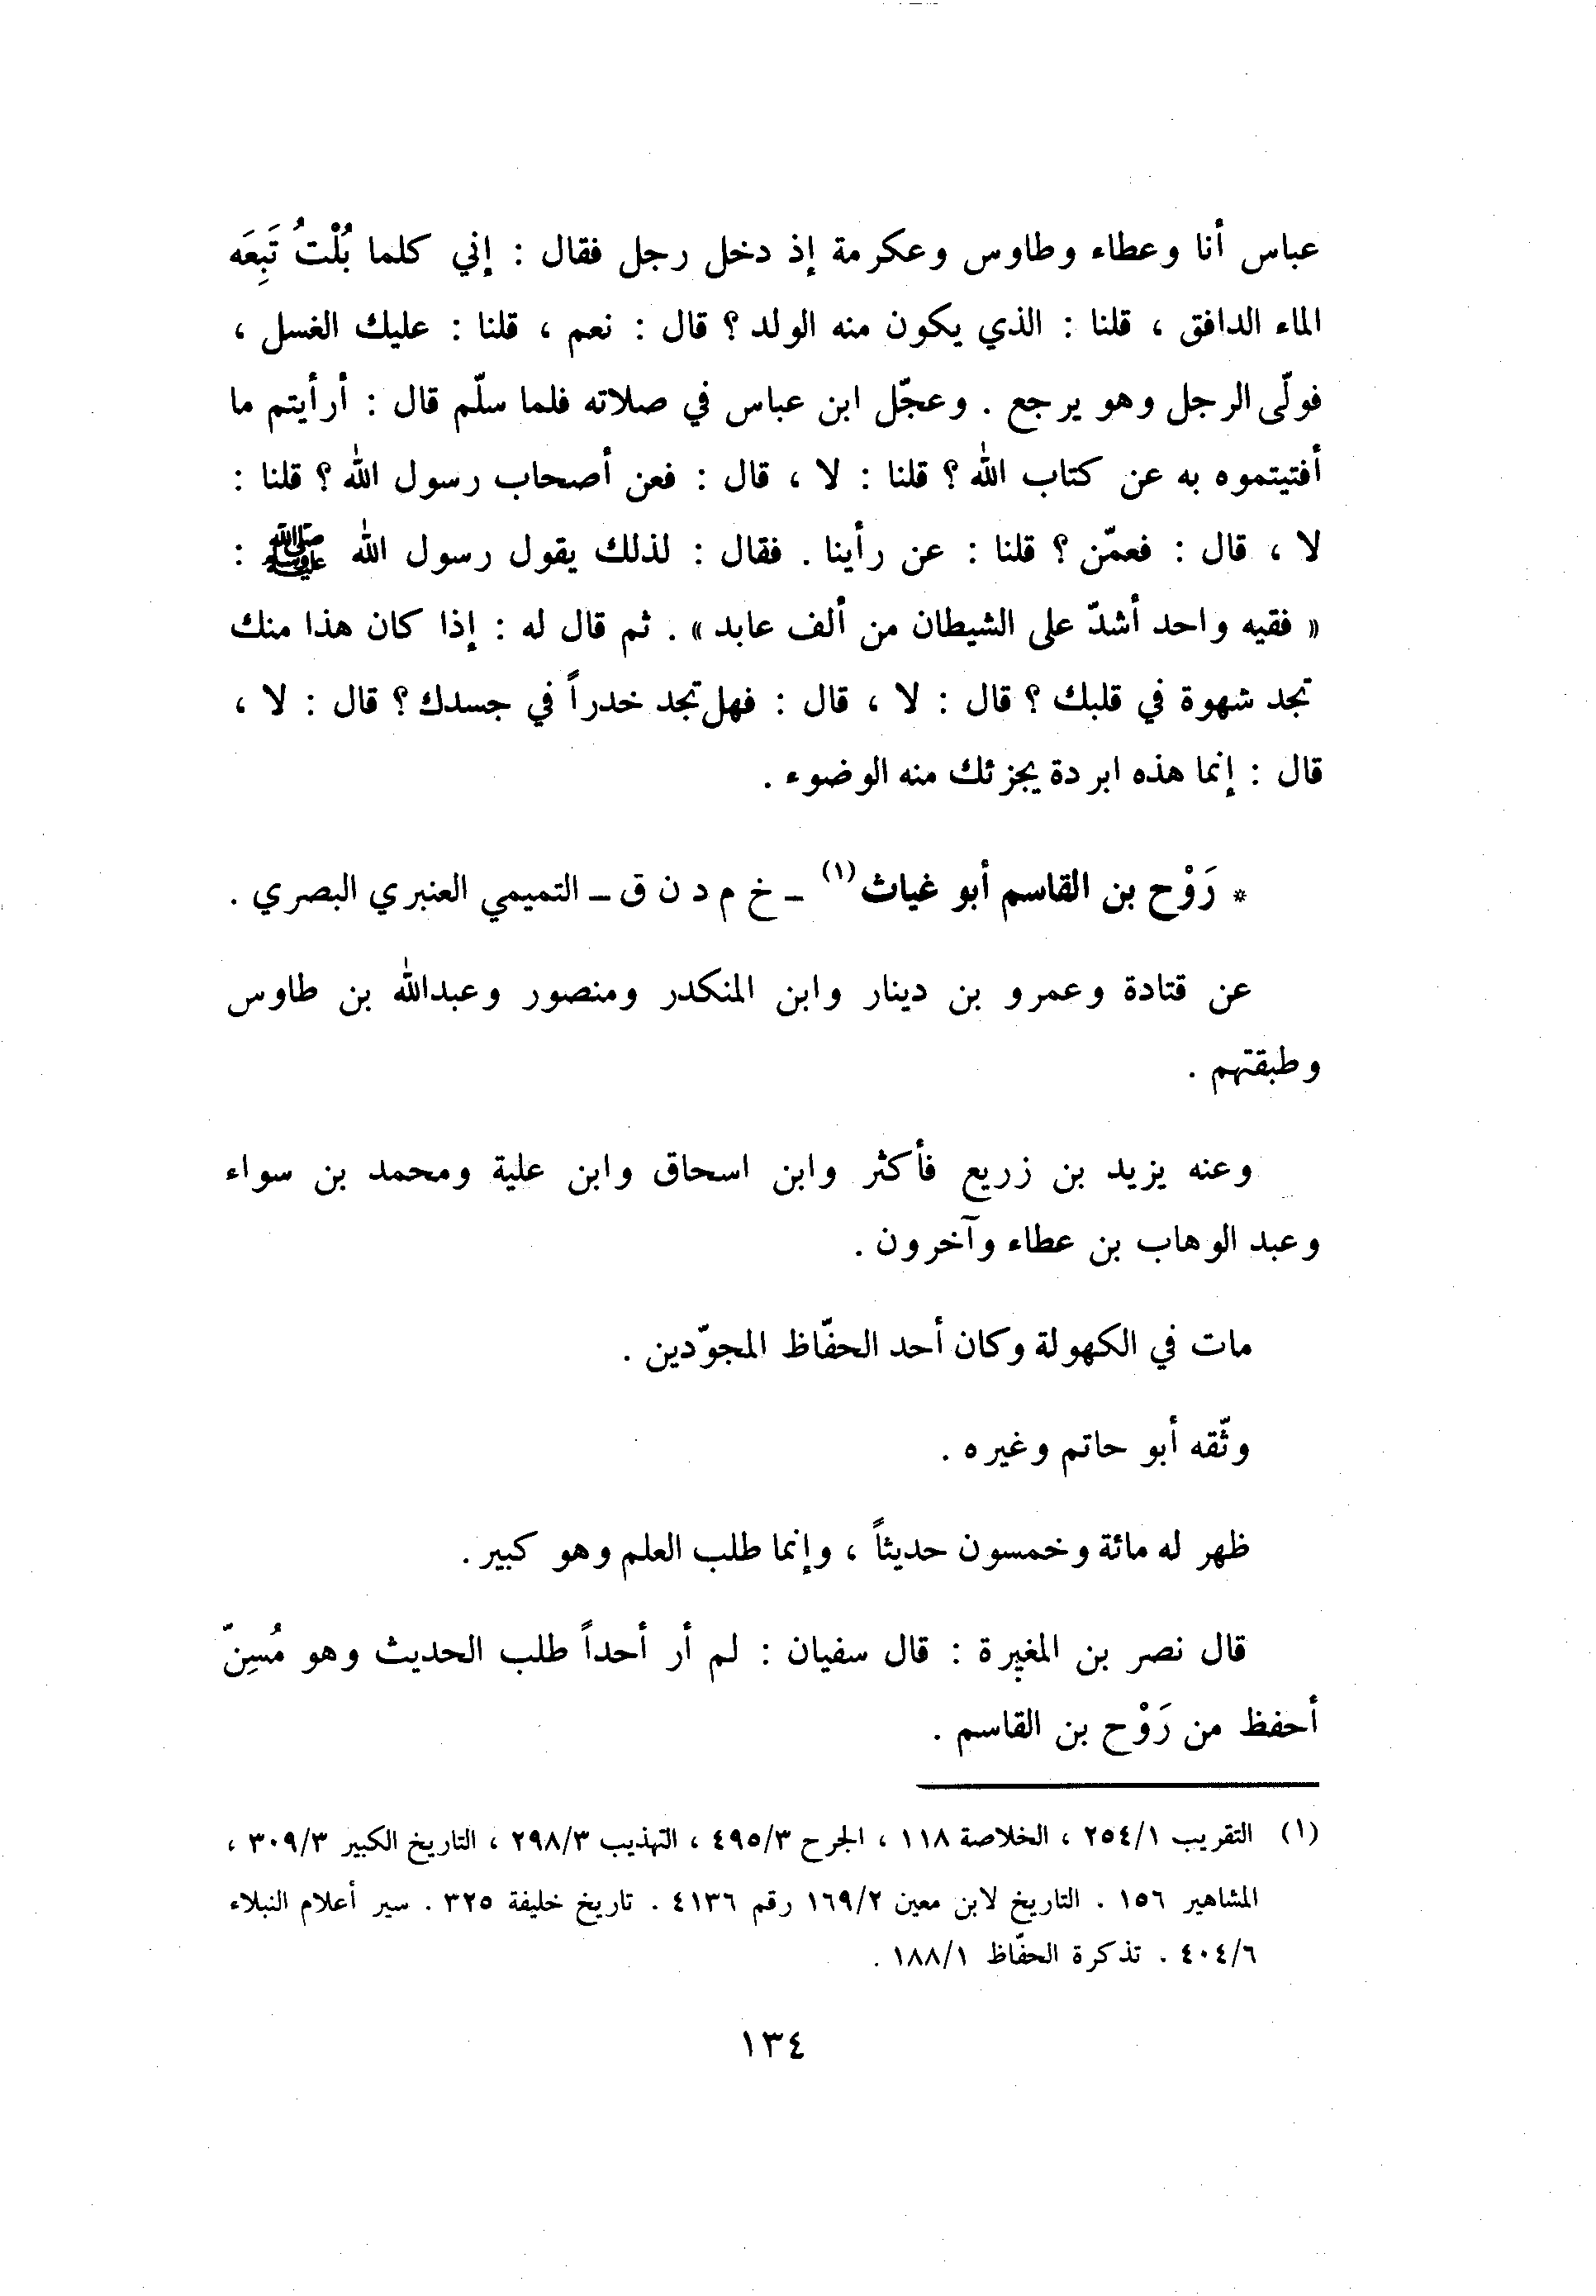 عباس أنا وعطاء وطاوس وعكرمة إذ دخل رجل فقال : إني كلما بُلْتُ تَبِعَه
الماء الدافق ، قلنا : الذي يكون منه الولد ؟ قال : نعم ، قلنا : عليك الغسل ،
فولّى الرجل وهو يرجع . وعجّل ابن عباس في صلاته فلما سلّم قال : أرأيتم ما
أفتيتموه به عن كتاب الله ؟ قلنا : لا ، قال : فعن أصحاب رسول الله ؟ قلنا :
لا ، قال : فعمّن ؟ قلنا : عن رأينا . فقال : لذلك يقول رسول الله ﷺ :
« فقيه واحد أشدّ على الشيطان من ألف عابد » . ثم قال له : إذا كان هذا منك
تجد شهوة في قلبك ؟ قال : لا ، قال : فهل تجد خدراً في جسدك ؟ قال : لا ،
قال : إنما هذه ابردة يجزئك منه الوضوء .
* رَوْح بن القاسم أبو غياث (١) ـ خ م د ن ق ـ التميمي العنبري البصري .
عن قتادة وعمرو بن دينار وابن المنكدر ومنصور وعبدالله بن طاوس
وطبقتهم .
وعنه يزيد بن زريع فأكثر وابن اسحاق وابن علية ومحمد بن سواء
وعبد الوهاب بن عطاء وآخرون .
مات في الكهولة وكان أحد الحفّاظ المجوّدين .
وثّقه أبو حاتم وغيره .
ظهر له مائة وخمسون حديثاً ، وإنما طلب العلم وهو كبير .
قال نصر بن المغيرة : قال سفيان : لم أر أحداً طلب الحديث وهو مُسِنّ
أحفظ من رَوْح بن القاسم .
(١) التقريب ٢٥٤/١ ، الخلاصة ١١٨ ، الجرح ٤٩٥/٣ ، التهذيب ٢٩٨/٣ ، التاريخ الكبير ٣٠٩/٣ ،
المشاهير ١٥٦ . التاريخ لابن معين ١٦٩/٢ رقم ٤١٣٦ . تاريخ خليفة ٣٢٥ . سير أعلام النبلاء
٤٠٤/٦ . تذكرة الحفّاظ ١٨٨/١ .
١٣٤